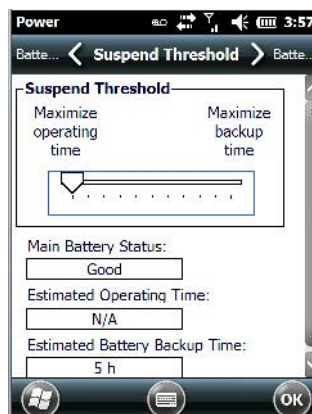 Power 3:57
Batte... Suspend Threshold Batte...
Suspend Threshold
Maximize Maximize
operating backup
time time
Main Battery Status:
Good
Estimated Operating Time:
N/A
Estimated Battery Backup Time:
5 h
OK